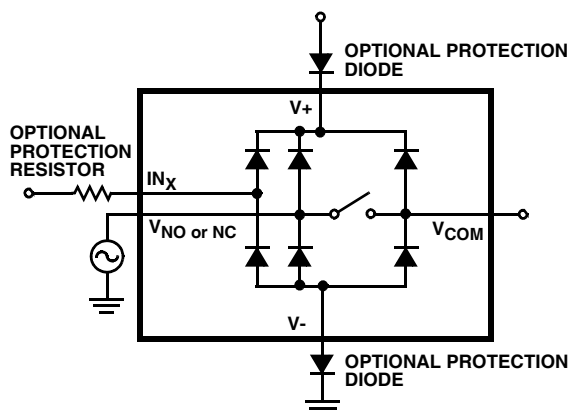 OPTIONAL PROTECTION
DIODE
V+
OPTIONAL
PROTECTION
RESISTOR
INX
VNO or NC
VCOM
V-
OPTIONAL PROTECTION
DIODE